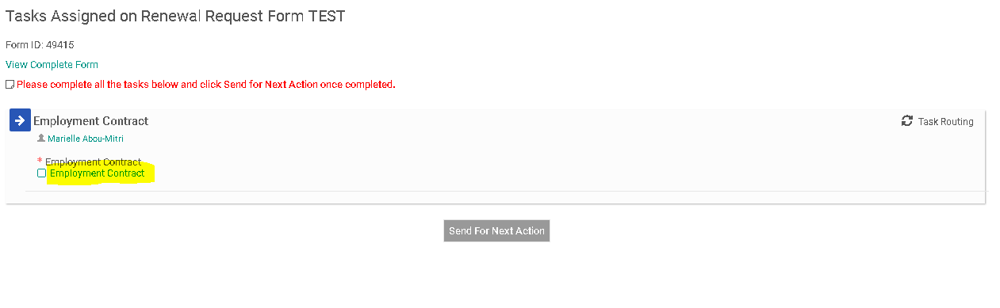 Tasks Assigned on Renewal Request Form TEST
Form ID: 49415
View Complete Form
Please complete all the tasks below and click Send for Next Action once completed.
Employment Contract
Task Routing
Marielle Abou-Mitri
* Employment Contract
Employment Contract
Send For Next Action